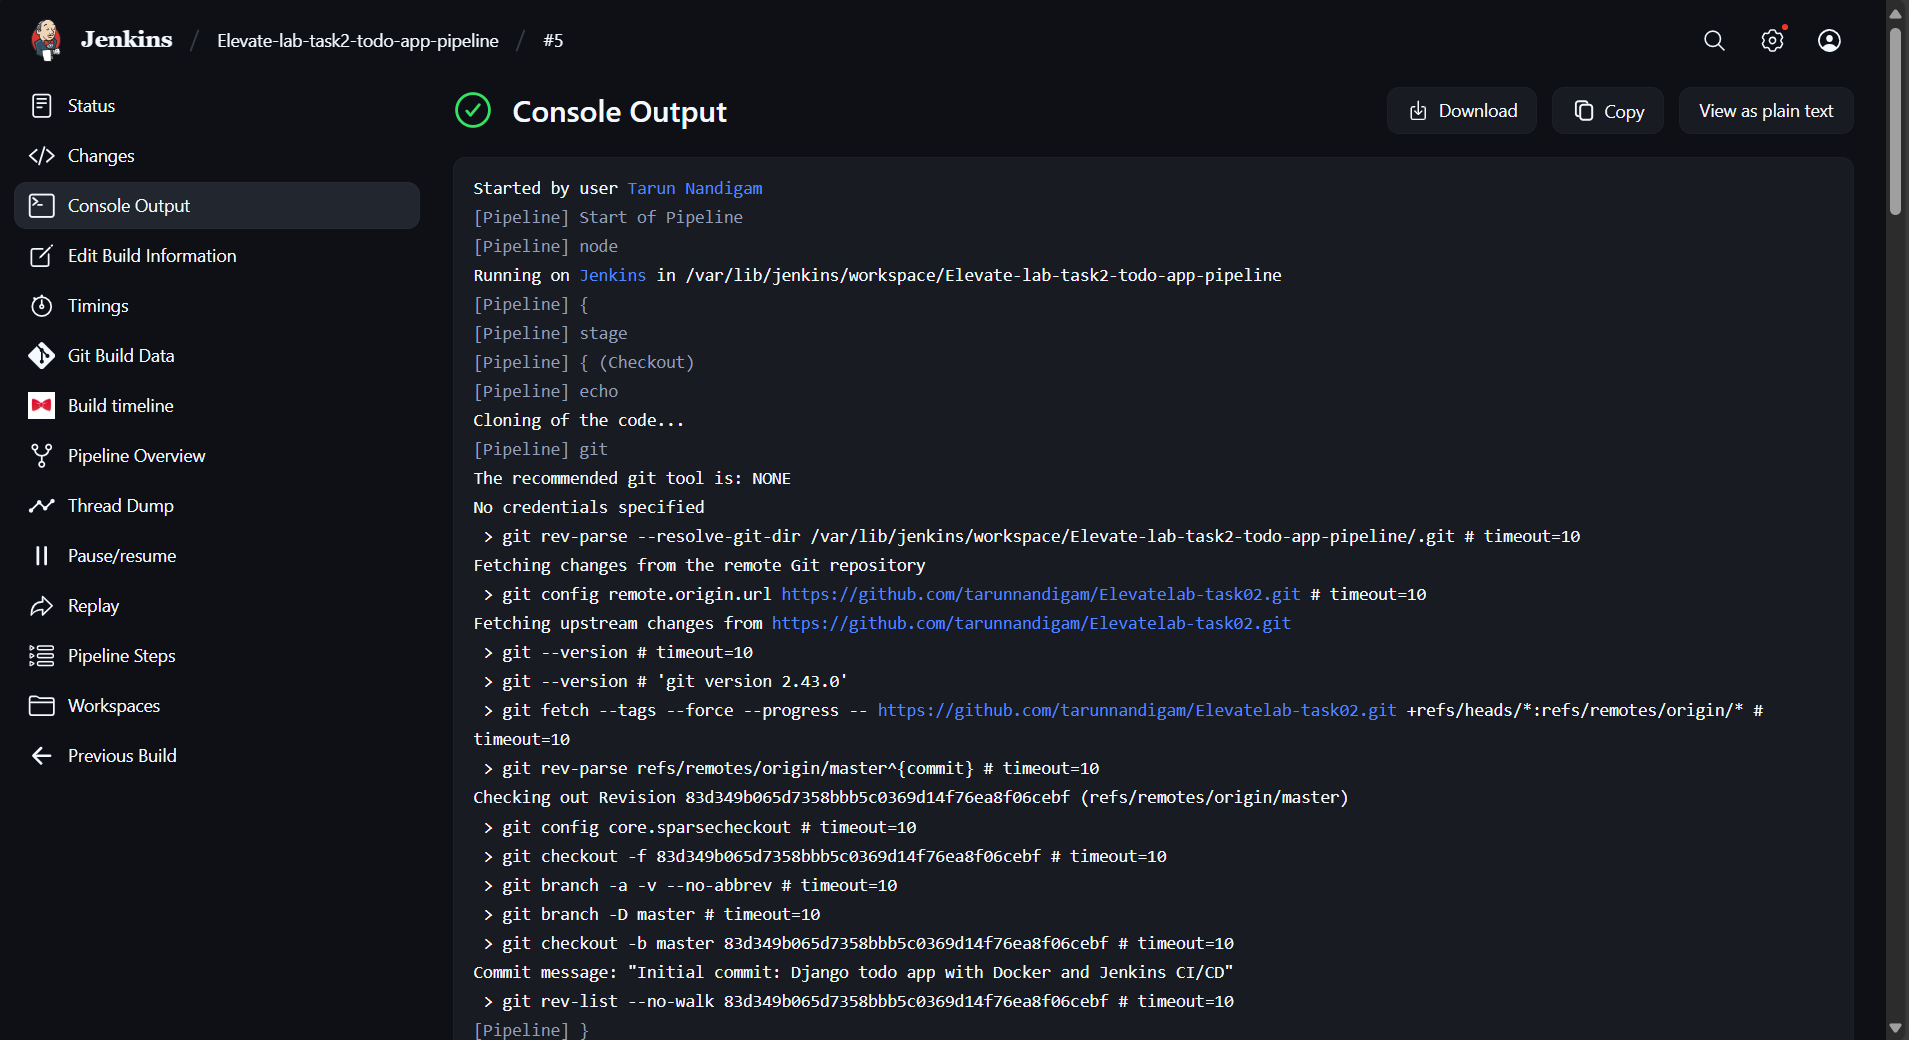 Jenkins / Elevate-lab-task2-todo-app-pipeline / #5
Status
Changes
Console Output
Edit Build Information
Timings
Git Build Data
Build timeline
Pipeline Overview
Thread Dump
Pause/resume
Replay
Pipeline Steps
Workspaces
Previous Build
Console Output
Download
Copy
View as plain text
Started by user Tarun Nandigam
[Pipeline] Start of Pipeline
[Pipeline] node
Running on Jenkins in /var/lib/jenkins/workspace/Elevate-lab-task2-todo-app-pipeline
[Pipeline] {
[Pipeline] stage
[Pipeline] { (Checkout)
[Pipeline] echo
Cloning of the code...
[Pipeline] git
The recommended git tool is: NONE
No credentials specified
> git rev-parse --resolve-git-dir /var/lib/jenkins/workspace/Elevate-lab-task2-todo-app-pipeline/.git # timeout=10
Fetching changes from the remote Git repository
> git config remote.origin.url https://github.com/tarunnandigam/Elevatelab-task02.git # timeout=10
Fetching upstream changes from https://github.com/tarunnandigam/Elevatelab-task02.git
> git --version # timeout=10
> git --version # 'git version 2.43.0'
> git fetch --tags --force --progress -- https://github.com/tarunnandigam/Elevatelab-task02.git +refs/heads/*:refs/remotes/origin/* #
timeout=10
> git rev-parse refs/remotes/origin/master^{commit} # timeout=10
Checking out Revision 83d349b065d7358bbb5c0369d14f76ea8f06cebf (refs/remotes/origin/master)
> git config core.sparsecheckout # timeout=10
> git checkout -f 83d349b065d7358bbb5c0369d14f76ea8f06cebf # timeout=10
> git branch -a -v --no-abbrev # timeout=10
> git branch -D master # timeout=10
> git checkout -b master 83d349b065d7358bbb5c0369d14f76ea8f06cebf # timeout=10
Commit message: "Initial commit: Django todo app with Docker and Jenkins CI/CD"
> git rev-list --no-walk 83d349b065d7358bbb5c0369d14f76ea8f06cebf # timeout=10
[Pipeline] }